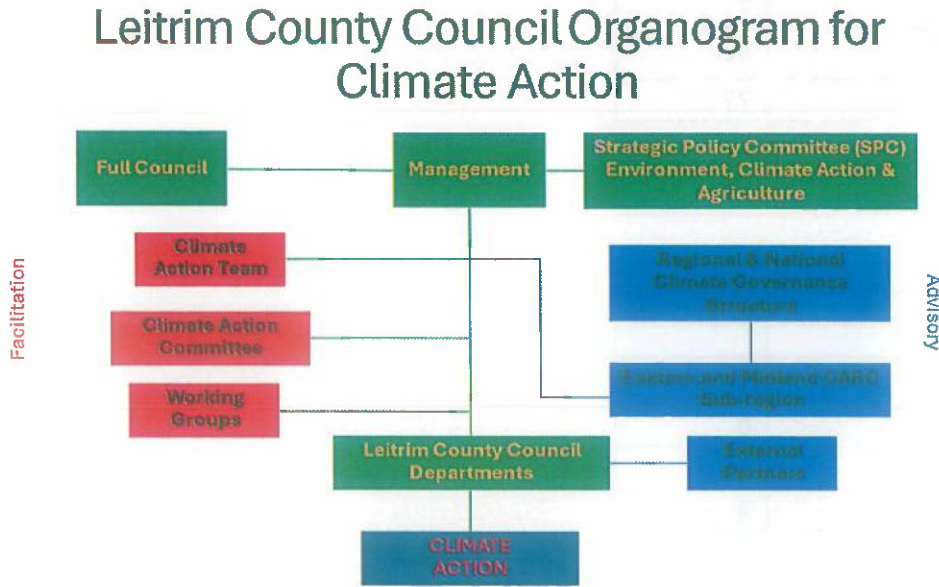 Leitrim County Council Organogram for
Climate Action
Full Council
Management
Strategic Policy Committee (SPC)
Environment, Climate Action &
Agriculture
Climate
Action Team
Regional & National
Climate Governance
Structure
Facilitation
Advisory
Climate Action
Committee
Eastern and Midland CARO
Sub-region
Working
Groups
Leitrim County Council
Departments
External
Partners
CLIMATE
ACTION